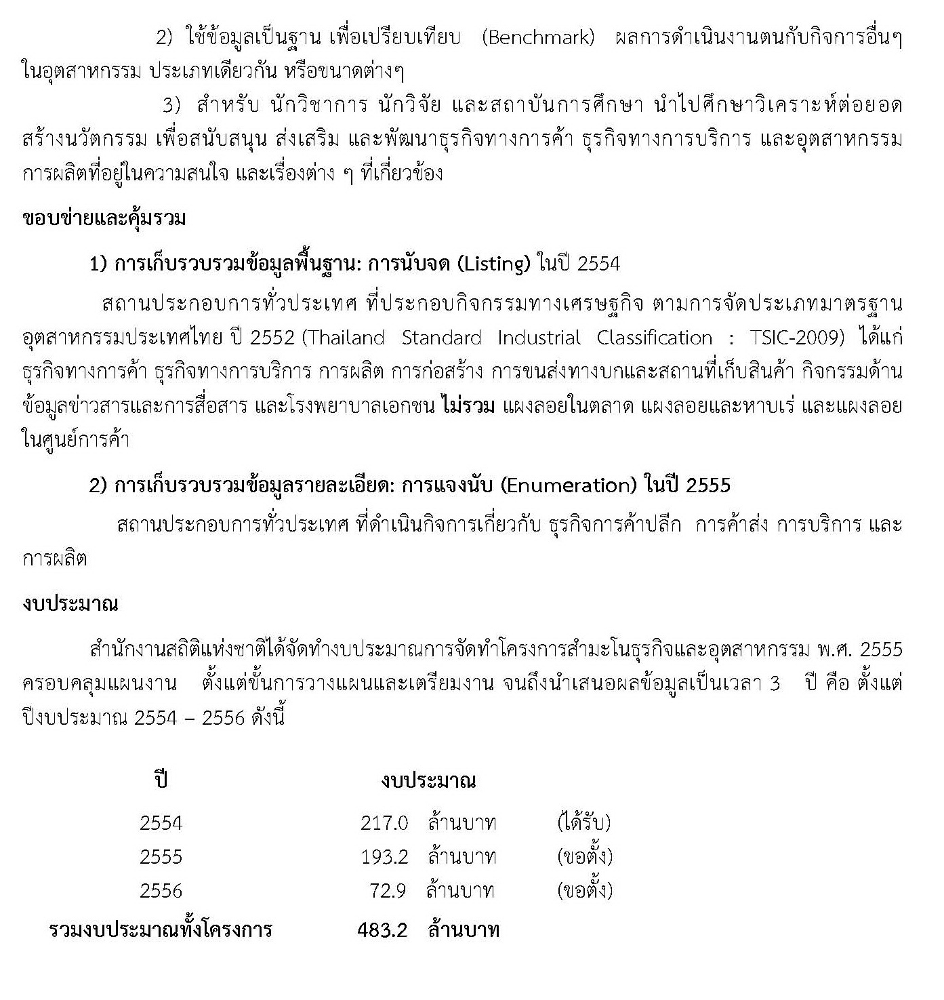 2) ใช้ข้อมูลเป็นฐาน เพื่อเปรียบเทียบ (Benchmark) ผลการดำเนินงานตนกับกิจการอื่นๆ
ในอุตสาหกรรม ประเภทเดียวกัน หรือขนาดต่างๆ
3) สำหรับ นักวิชาการ นักวิจัย และสถาบันการศึกษา นำไปศึกษาวิเคราะห์ต่อยอด
สร้างนวัตกรรม เพื่อสนับสนุน ส่งเสริม และพัฒนาธุรกิจทางการค้า ธุรกิจทางการบริการ และอุตสาหกรรม
การผลิตที่อยู่ในความสนใจ และเรื่องต่าง ๆ ที่เกี่ยวข้อง
ขอบข่ายและคุ้มรวม
1) การเก็บรวบรวมข้อมูลพื้นฐาน: การนับจด (Listing) ในปี 2554
สถานประกอบการทั่วประเทศ ที่ประกอบกิจกรรมทางเศรษฐกิจ ตามการจัดประเภทมาตรฐาน
อุตสาหกรรมประเทศไทย ปี 2552 (Thailand Standard Industrial Classification : TSIC-2009) ได้แก่
ธุรกิจทางการค้า ธุรกิจทางการบริการ การผลิต การก่อสร้าง การขนส่งทางบกและสถานที่เก็บสินค้า กิจกรรมด้าน
ข้อมูลข่าวสารและการสื่อสาร และโรงพยาบาลเอกชน ไม่รวม แผงลอยในตลาด แผงลอยและหาบเร่ และแผงลอย
ในศูนย์การค้า
2) การเก็บรวบรวมข้อมูลรายละเอียด: การแจงนับ (Enumeration) ในปี 2555
สถานประกอบการทั่วประเทศ ที่ดำเนินกิจการเกี่ยวกับ ธุรกิจการค้าปลีก การค้าส่ง การบริการ และ
การผลิต
งบประมาณ
สำนักงานสถิติแห่งชาติได้จัดทำงบประมาณการจัดทำโครงการสำมะโนธุรกิจและอุตสาหกรรม พ.ศ. 2555
ครอบคลุมแผนงาน ตั้งแต่ขั้นการวางแผนและเตรียมงาน จนถึงนำเสนอผลข้อมูลเป็นเวลา 3 ปี คือ ตั้งแต่
ปีงบประมาณ 2554 – 2556 ดังนี้
ปี งบประมาณ
2554 217.0 ล้านบาท (ได้รับ)
2555 193.2 ล้านบาท (ขอตั้ง)
2556 72.9 ล้านบาท (ขอตั้ง)
รวมงบประมาณทั้งโครงการ 483.2 ล้านบาท